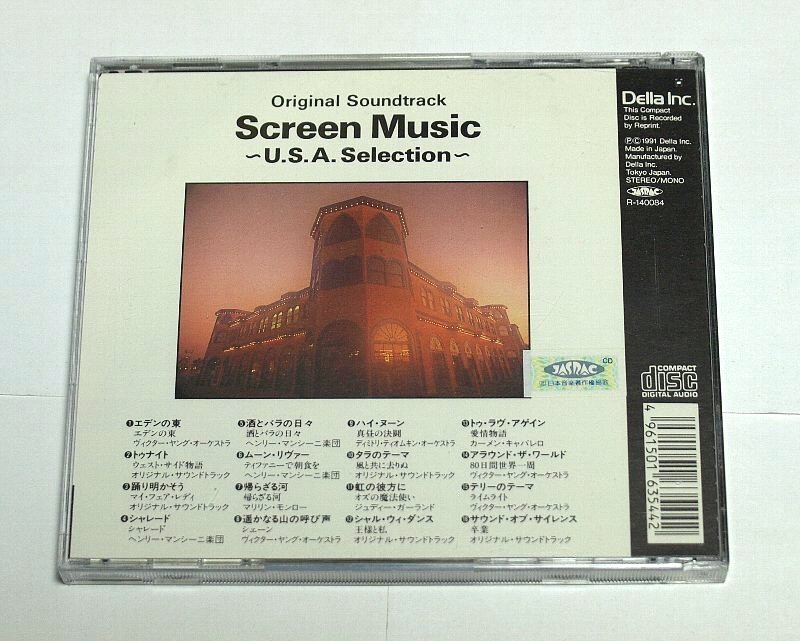 Original Soundtrack
Screen Music
~U.S.A. Selection~
Della Inc.
This Compact
Disc is Recorded
by Reprint.
ⓅⒸ1991 Della Inc.
Made in Japan.
Manufactured by
Della Inc.
Tokyo Japan.
STEREO/MONO
JASRAC
R-140084
JASRAC
CD
日本音楽著作権協会
COMPACT
disc
DIGITAL AUDIO
4 961501 635442
❶エデンの東
エデンの東
ヴィクター・ヤング・オーケストラ
❷トゥナイト
ウェスト・サイド物語
オリジナル・サウンドトラック
❸踊り明かそう
マイ・フェア・レディ
オリジナル・サウンドトラック
❹シャレード
シャレード
ヘンリー・マンシーニ楽団
❺酒とバラの日々
酒とバラの日々
ヘンリー・マンシーニ楽団
❻ムーン・リヴァー
ティファニーで朝食を
ヘンリー・マンシーニ楽団
❼帰らざる河
帰らざる河
マリリン・モンロー
❽遥かなる山の呼び声
シェーン
ヴィクター・ヤング・オーケストラ
❾ハイ・ヌーン
真昼の決闘
ディミトリ・ティオムキン・オーケストラ
❿タラのテーマ
風と共に去りぬ
オリジナル・サウンドトラック
⓫虹の彼方に
オズの魔法使い
ジュディー・ガーランド
⓬シャル・ウィ・ダンス
王様と私
オリジナル・サウンドトラック
⓭トゥ・ラヴ・アゲイン
愛情物語
カーメン・キャバレロ
⓮アラウンド・ザ・ワールド
80日間世界一周
ヴィクター・ヤング・オーケストラ
⓯テリーのテーマ
ライムライト
ヴィクター・ヤング・オーケストラ
⓰サウンド・オブ・サイレンス
卒業
オリジナル・サウンドトラック